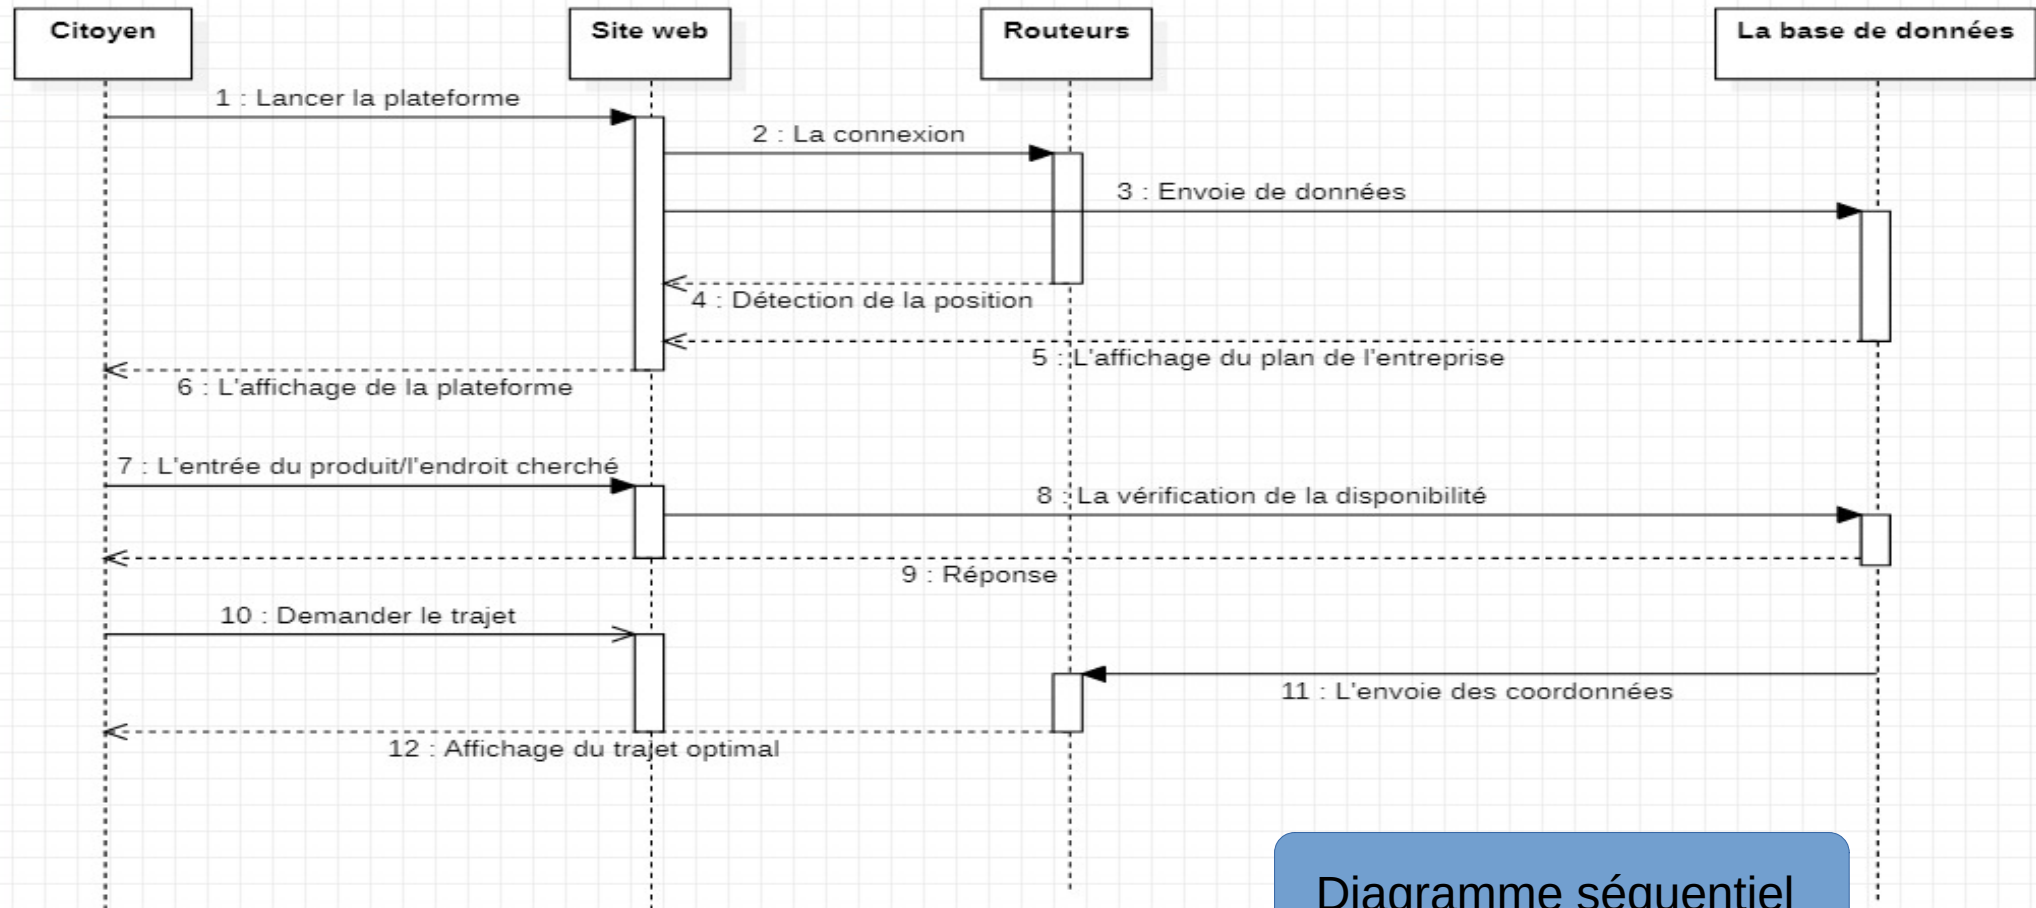 Citoyen
Site web
Routeurs
La base de données
1 : Lancer la plateforme
2 : La connexion
3 : Envoie de données
4 : Détection de la position
5 : L'affichage du plan de l'entreprise
6 : L'affichage de la plateforme
7 : L'entrée du produit/l'endroit cherché
8 : La vérification de la disponibilité
9 : Réponse
10 : Demander le trajet
11 : L'envoie des coordonnées
12 : Affichage du trajet optimal
Diagramme séquentiel